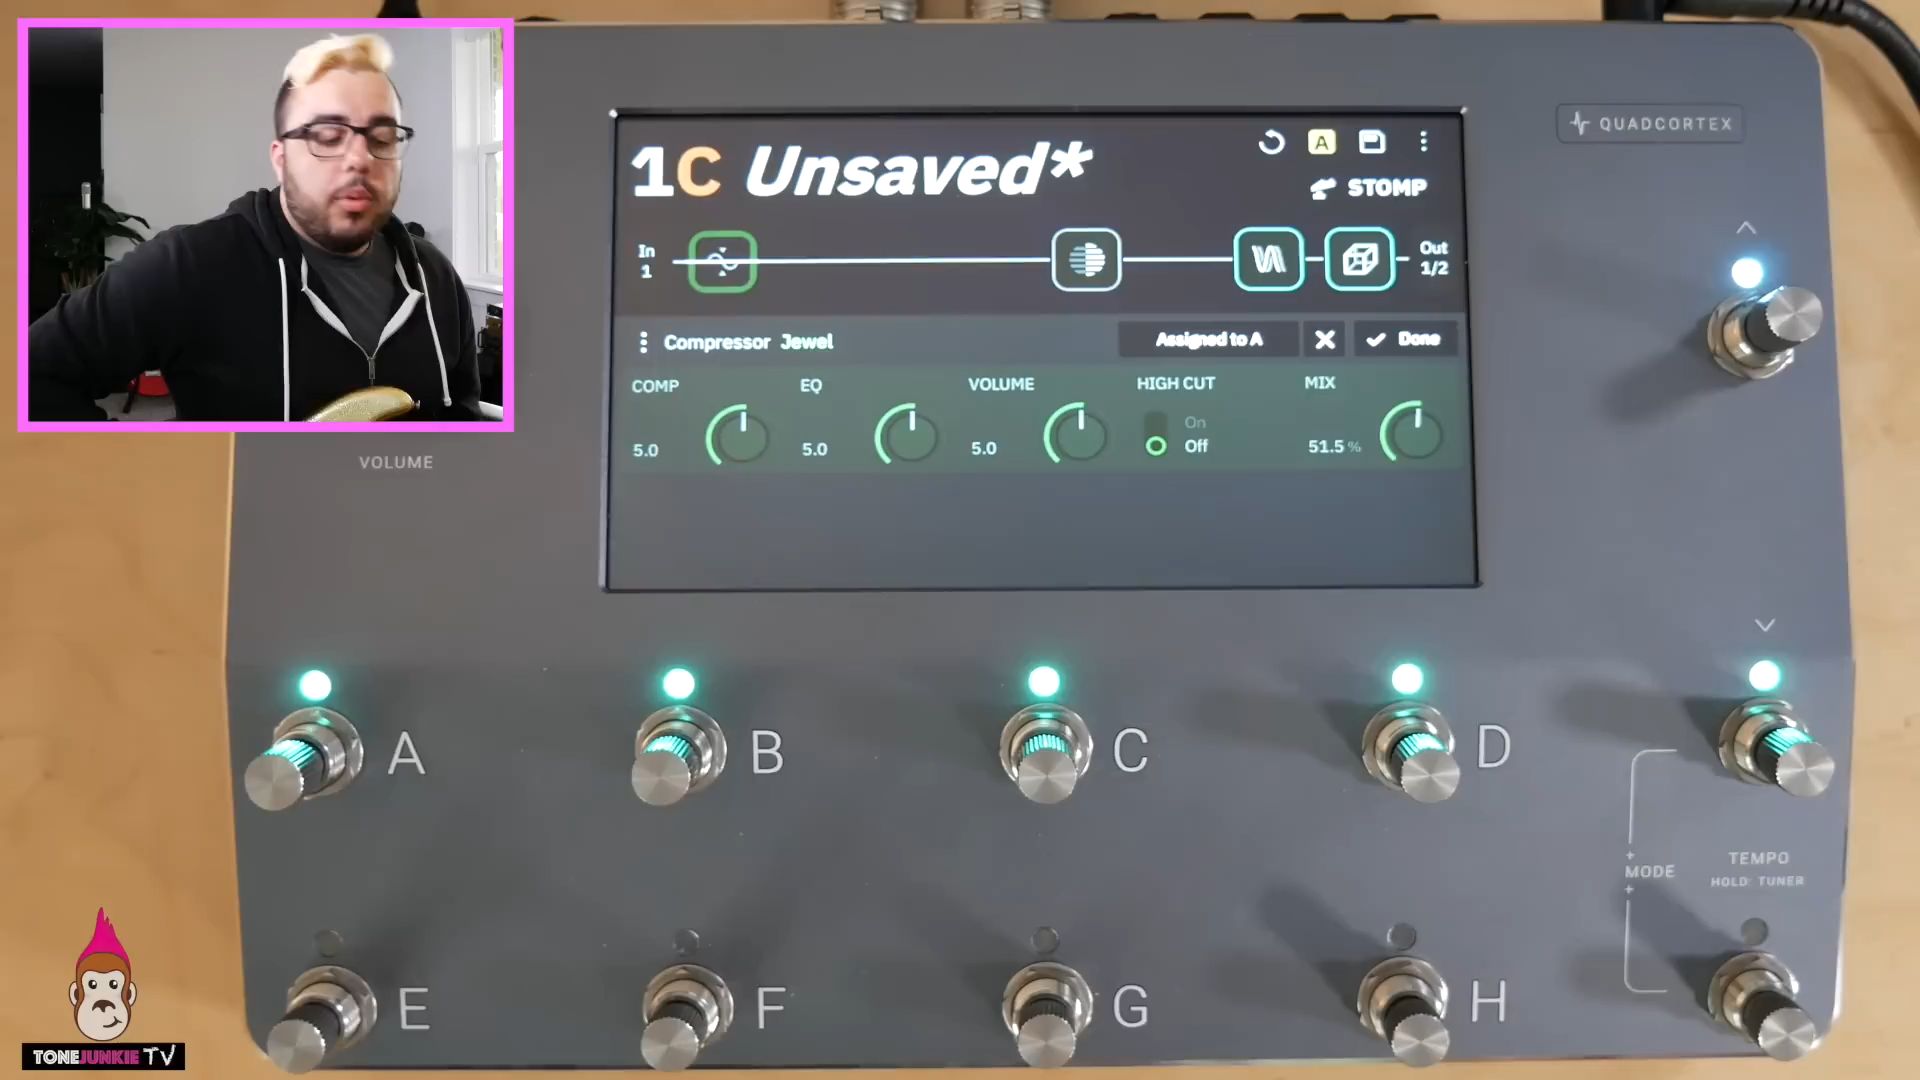 QUADCORTEX
1C Unsaved*
A
STOMP
In
1
Out
1/2
Compressor Jewel
Assigned to A
Done
COMP
5.0
EQ
5.0
VOLUME
5.0
HIGH CUT
On
Off
MIX
51.5 %
VOLUME
A
B
C
D
+
MODE
+
TEMPO
HOLD: TUNER
E
F
G
H
TONEJUNKIE TV